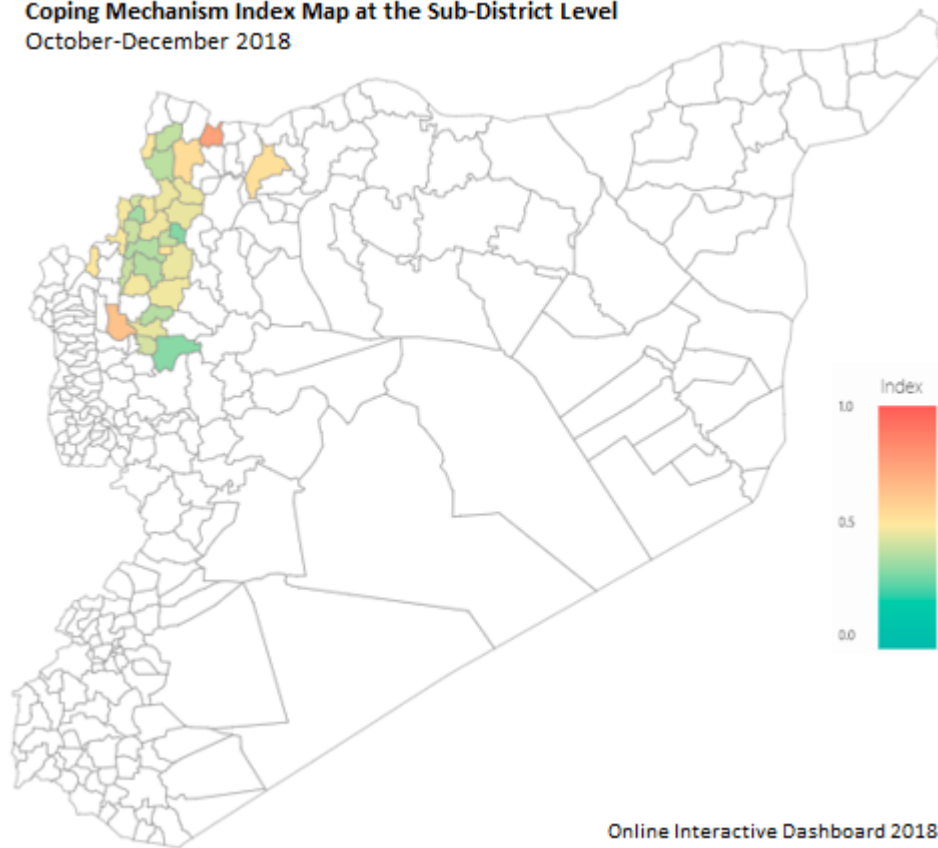 Coping Mechanism Index Map at the Sub-District Level
October-December 2018
Index
1.0
0.5
0.0
Online Interactive Dashboard 2018